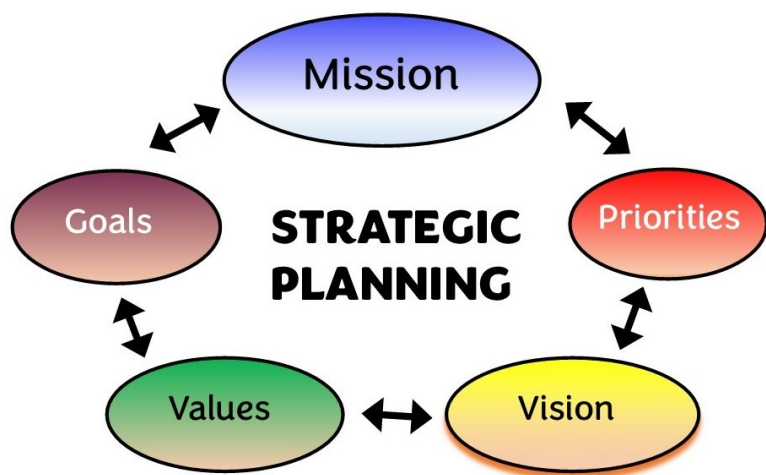 Mission
Goals
Priorities
STRATEGIC
PLANNING
Values
Vision